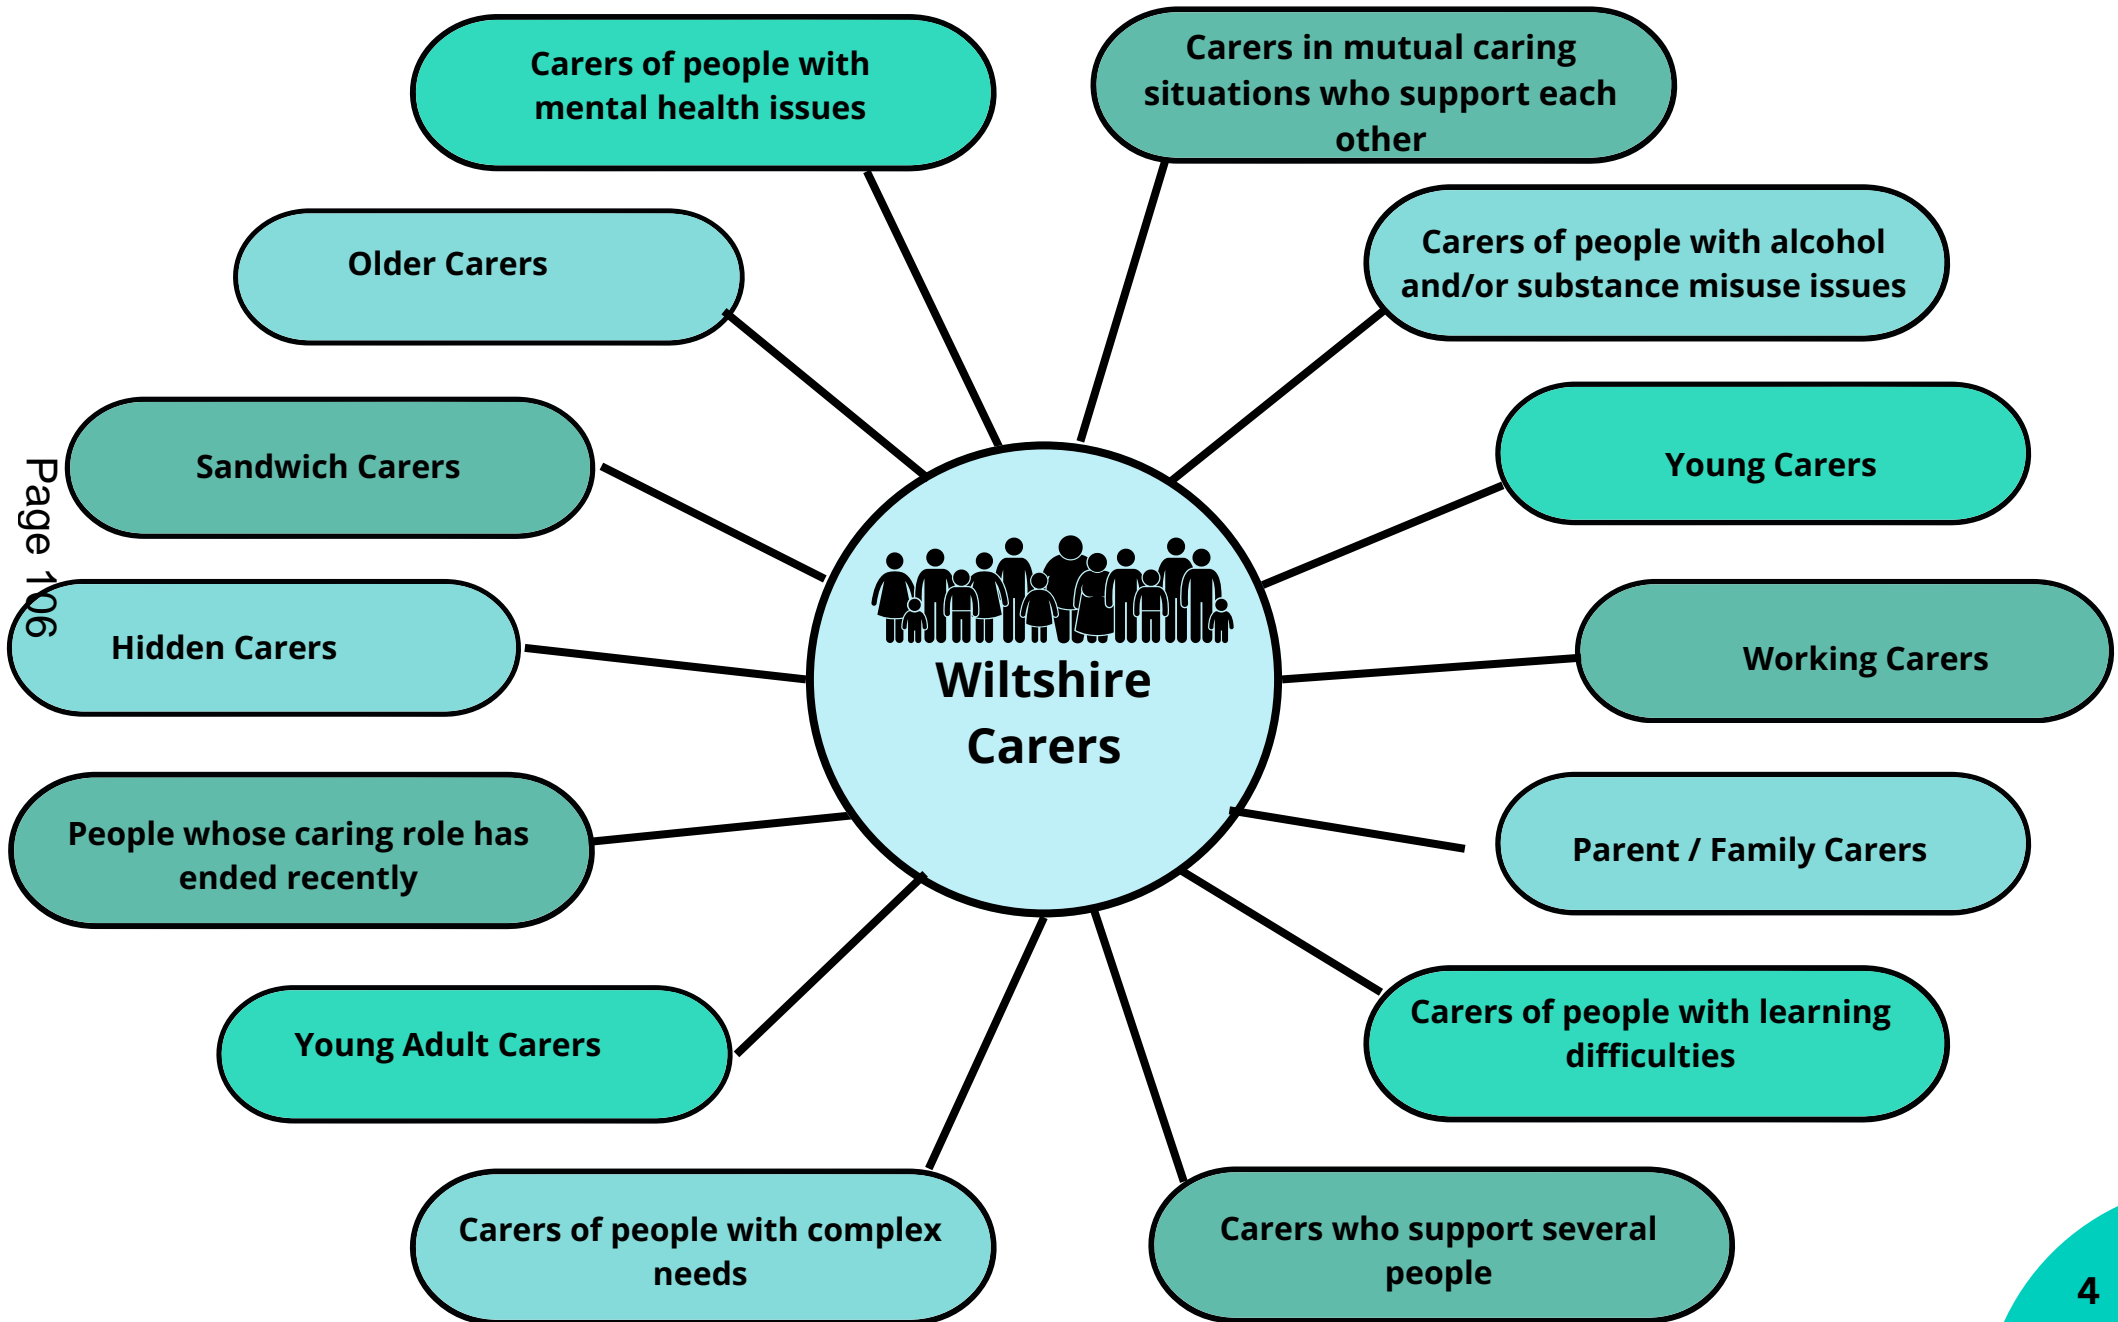 Carers of people with
mental health issues
Carers in mutual caring
situations who support each
other
Older Carers
Carers of people with alcohol
and/or substance misuse issues
Sandwich Carers
Young Carers
Page 106
Hidden Carers
Wiltshire
Carers
Working Carers
People whose caring role has
ended recently
Parent / Family Carers
Young Adult Carers
Carers of people with learning
difficulties
Carers of people with complex
needs
Carers who support several
people
4